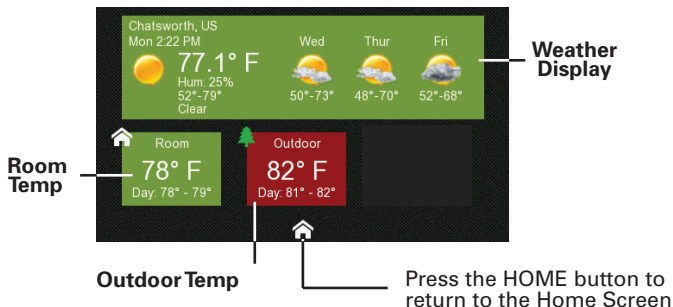 Chatsworth, US
Mon 2:22 PM
77.1° F
Hum: 25%
52°-79°
Clear
Wed
50°-73°
Thur
48°-70°
Fri
52°-68°
Weather
Display
Room
78° F
Day: 78° - 79°
Outdoor
82° F
Day: 81° - 82°
Room
Temp
Outdoor Temp
Press the HOME button to
return to the Home Screen